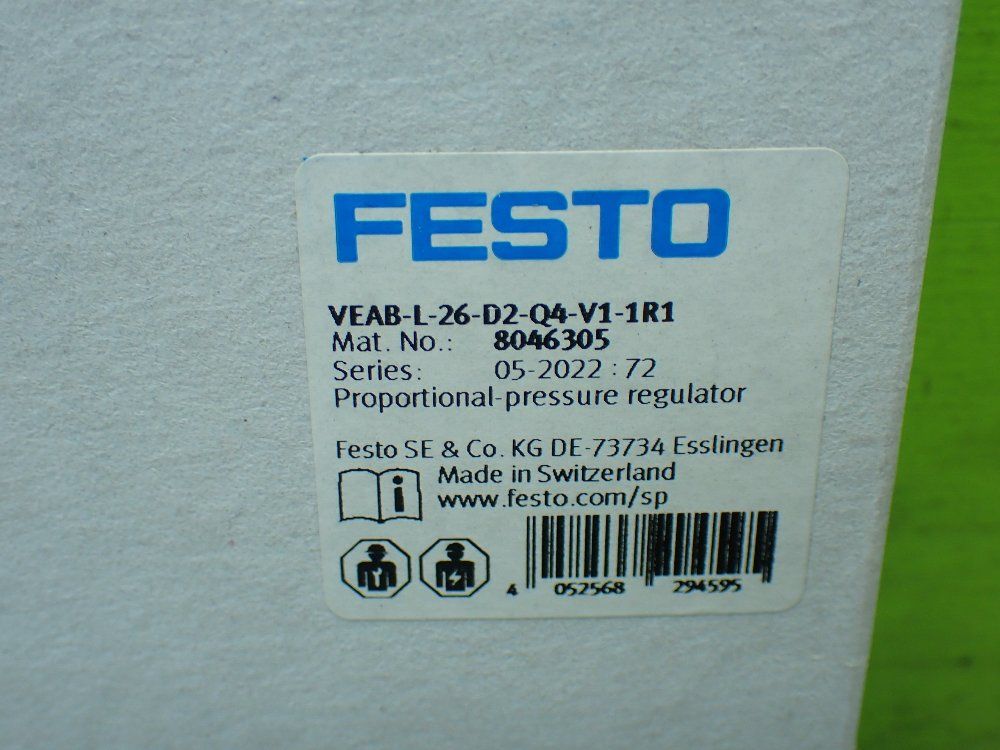 FESTO
VEAB-L-26-D2-Q4-V1-1R1
Mat. No.: 8046305
Series: 05-2022 : 72
Proportional-pressure regulator
Festo SE & Co. KG DE-73734 Esslingen
Made in Switzerland
www.festo.com/sp
4 052568 294595